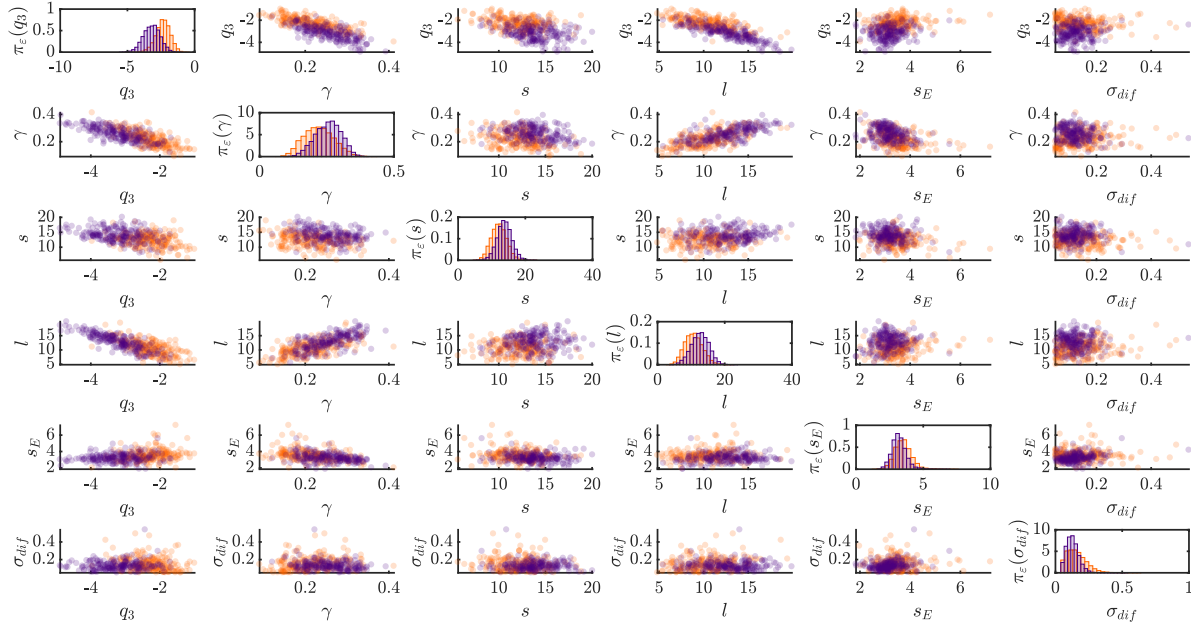 π_ε(q_3) 1 0.5 0 q_3 -2 -4 q_3 -2 -4 q_3 -2 -4 q_3 -2 -4 q_3 -2 -4
-10 -5 0 0.2 0.4 10 15 20 5 10 15 2 4 6 0.2 0.4
q_3 γ s l s_E σ_dif
γ 0.4 0.2 π_ε(γ) 10 5 0 γ 0.4 0.2 γ 0.4 0.2 γ 0.4 0.2 γ 0.4 0.2
-4 -2 0 0.5 10 15 20 5 10 15 2 4 6 0.2 0.4
q_3 γ s l s_E σ_dif
s 20 15 10 s 20 15 10 π_ε(s) 0.2 0.1 0 s 20 15 10 s 20 15 10 s 20 15 10
-4 -2 0.2 0.4 0 20 40 5 10 15 2 4 6 0.2 0.4
q_3 γ s l s_E σ_dif
l 15 10 5 l 15 10 5 l 15 10 5 π_ε(l) 0.2 0.1 0 l 15 10 5 l 15 10 5
-4 -2 0.2 0.4 10 15 20 0 20 40 2 4 6 0.2 0.4
q_3 γ s l s_E σ_dif
s_E 6 4 2 s_E 6 4 2 s_E 6 4 2 s_E 6 4 2 π_ε(s_E) 1 0.5 0 s_E 6 4 2
-4 -2 0.2 0.4 10 15 20 5 10 15 0 5 10 0.2 0.4
q_3 γ s l s_E σ_dif
σ_dif 0.4 0.2 σ_dif 0.4 0.2 σ_dif 0.4 0.2 σ_dif 0.4 0.2 σ_dif 0.4 0.2 π_ε(σ_dif) 10 5 0
-4 -2 0.2 0.4 10 15 20 5 10 15 2 4 6 0 0.5 1
q_3 γ s l s_E σ_dif